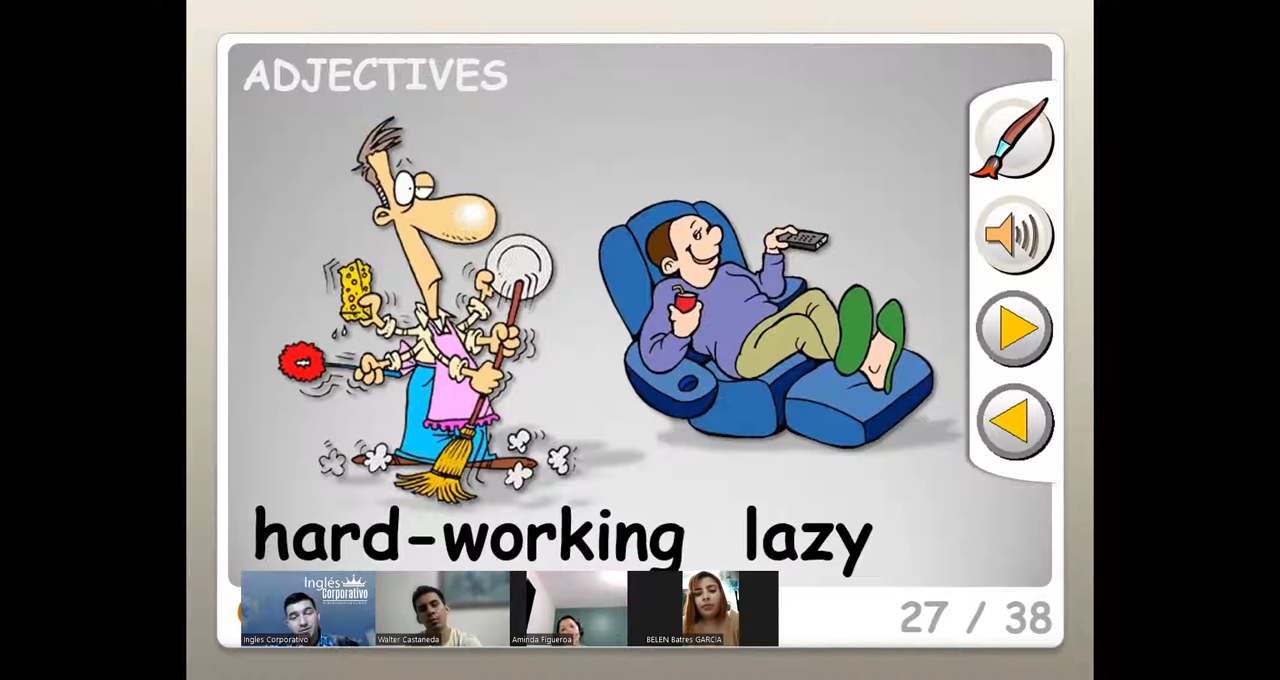 ADJECTIVES
hard-working lazy
Inglés
Corporativo
Ingles Corporativo
Walter Castaneda
Aminda Figueroa
BELEN Batres GARCIA
27 / 38